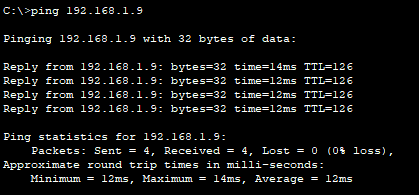 C:\>ping 192.168.1.9
Pinging 192.168.1.9 with 32 bytes of data:
Reply from 192.168.1.9: bytes=32 time=14ms TTL=126
Reply from 192.168.1.9: bytes=32 time=12ms TTL=126
Reply from 192.168.1.9: bytes=32 time=12ms TTL=126
Reply from 192.168.1.9: bytes=32 time=12ms TTL=126
Ping statistics for 192.168.1.9:
    Packets: Sent = 4, Received = 4, Lost = 0 (0% loss),
Approximate round trip times in milli-seconds:
    Minimum = 12ms, Maximum = 14ms, Average = 12ms